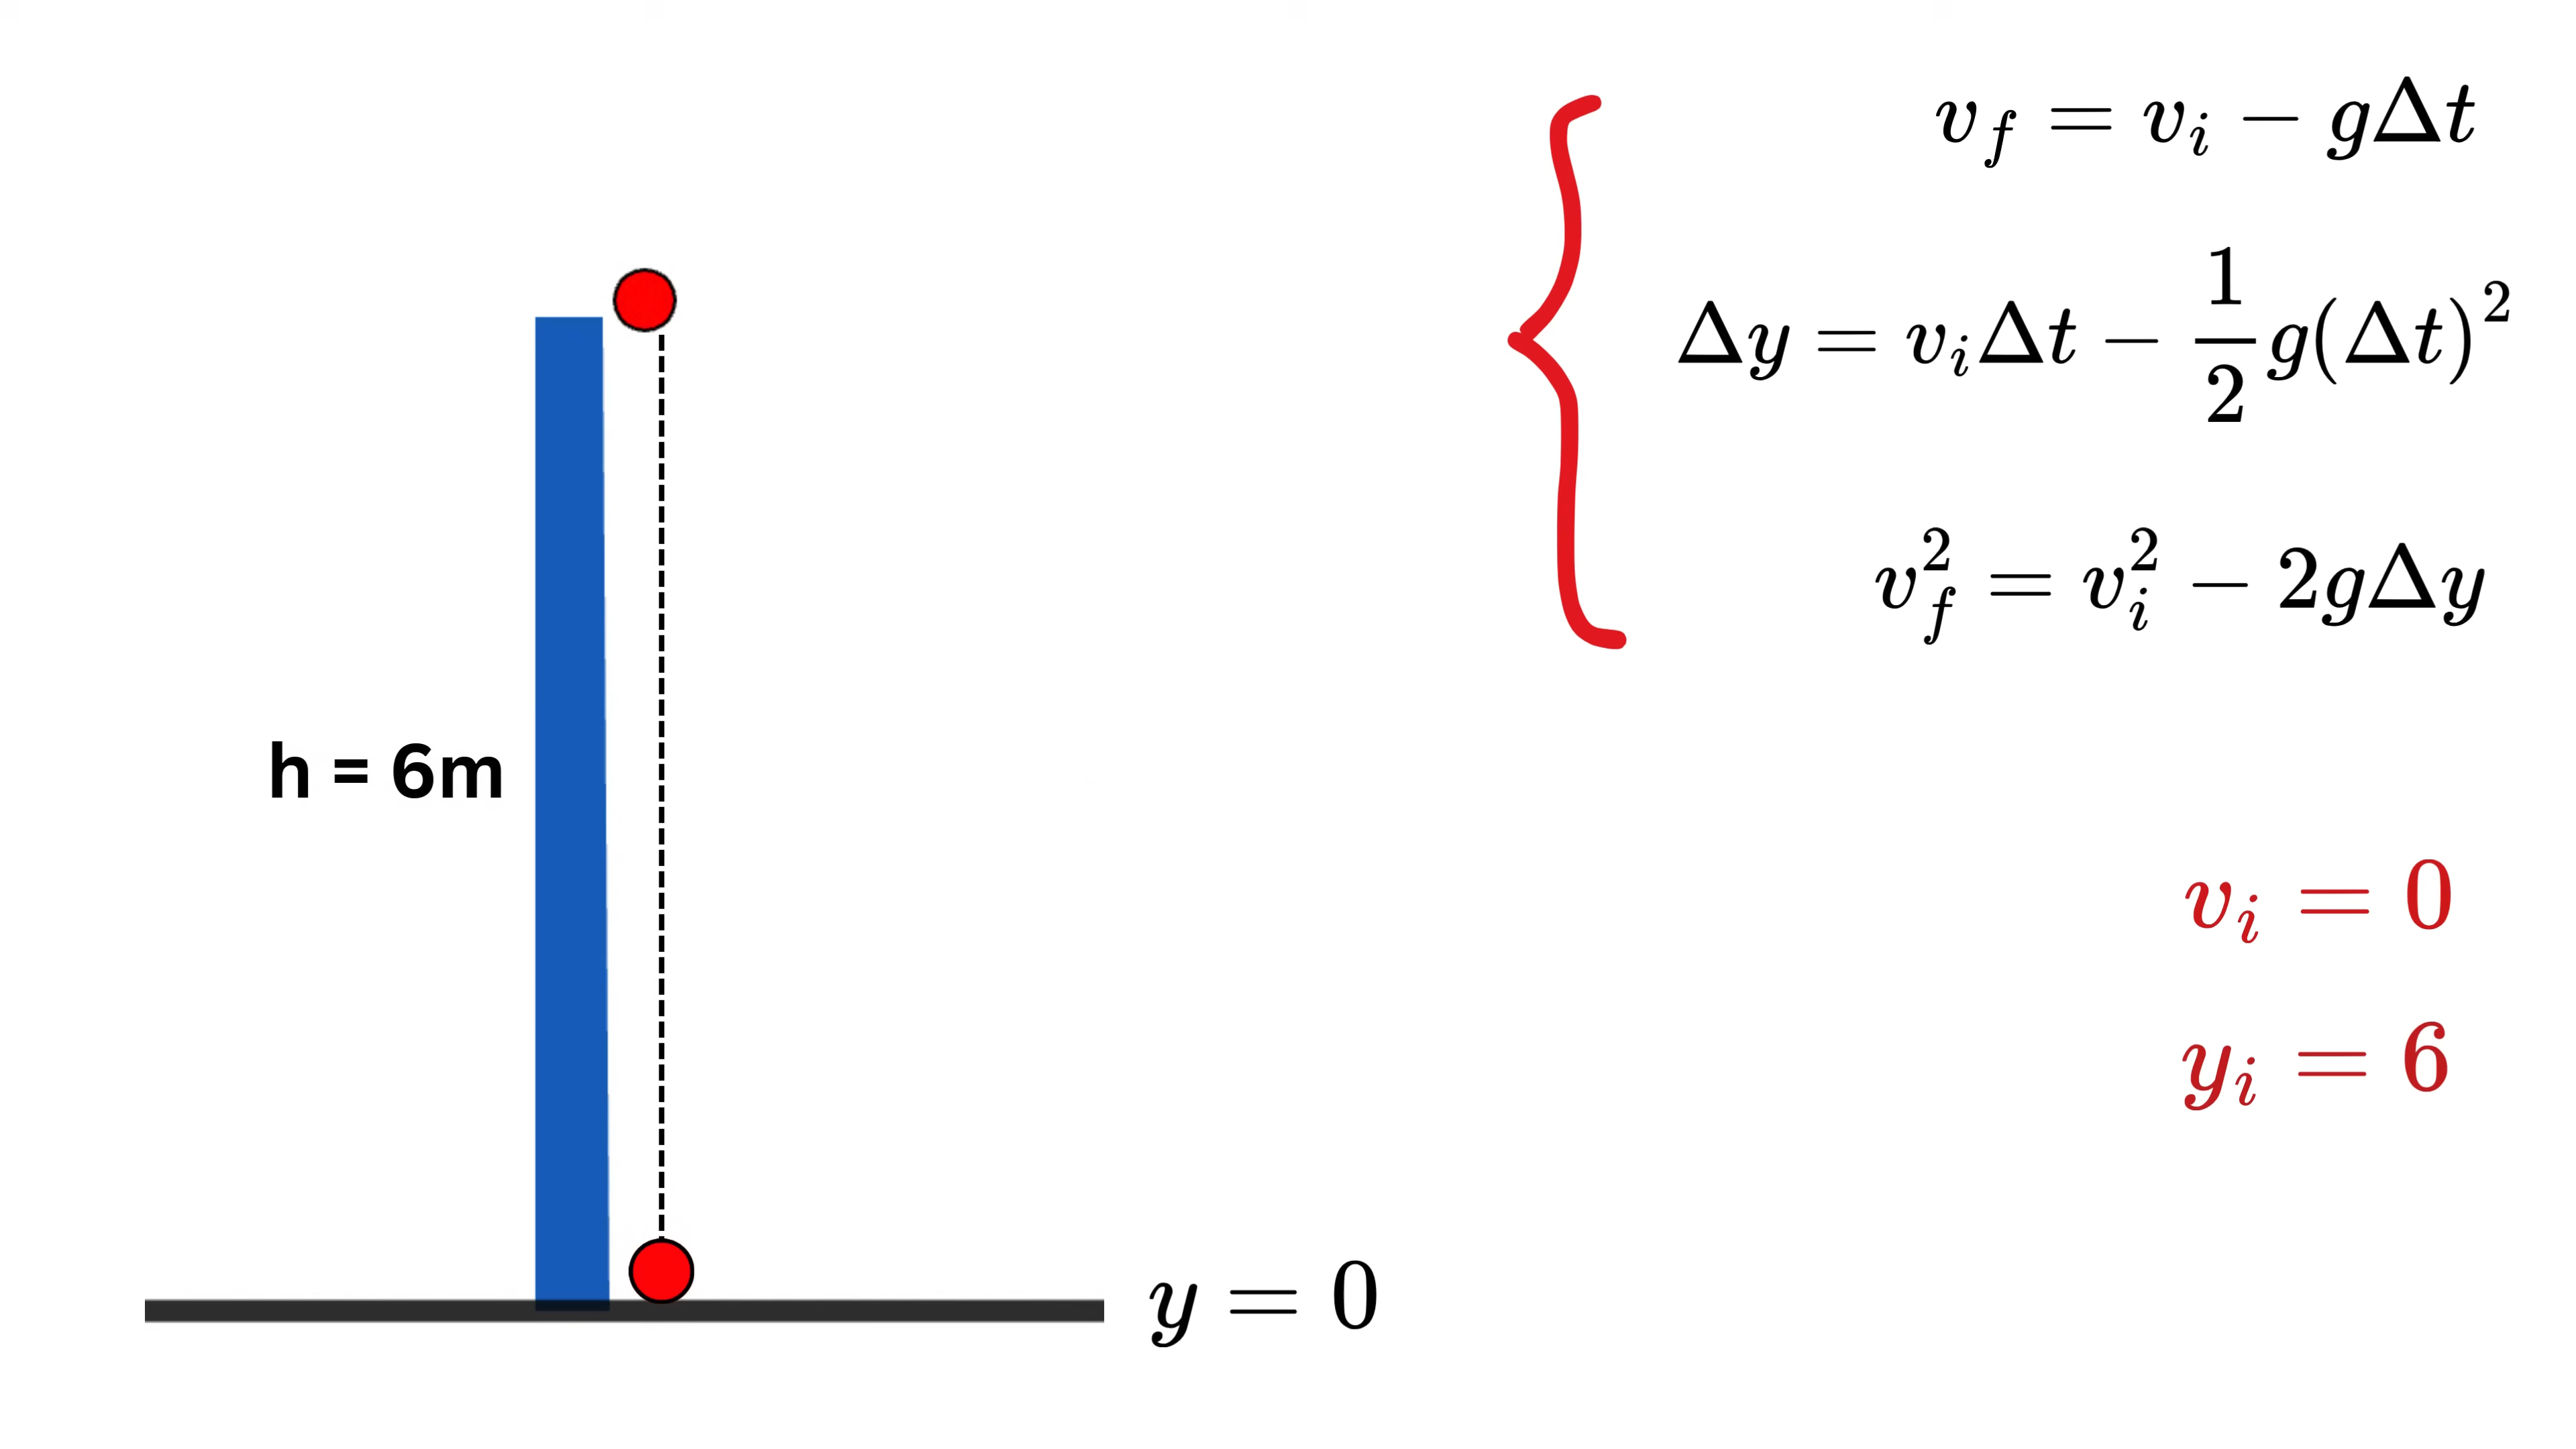 v_f = v_i − gΔt
Δy = v_iΔt − \frac{1}{2}g(Δt)^2
v_f^2 = v_i^2 − 2gΔy
h = 6m
v_i = 0
y_i = 6
y = 0